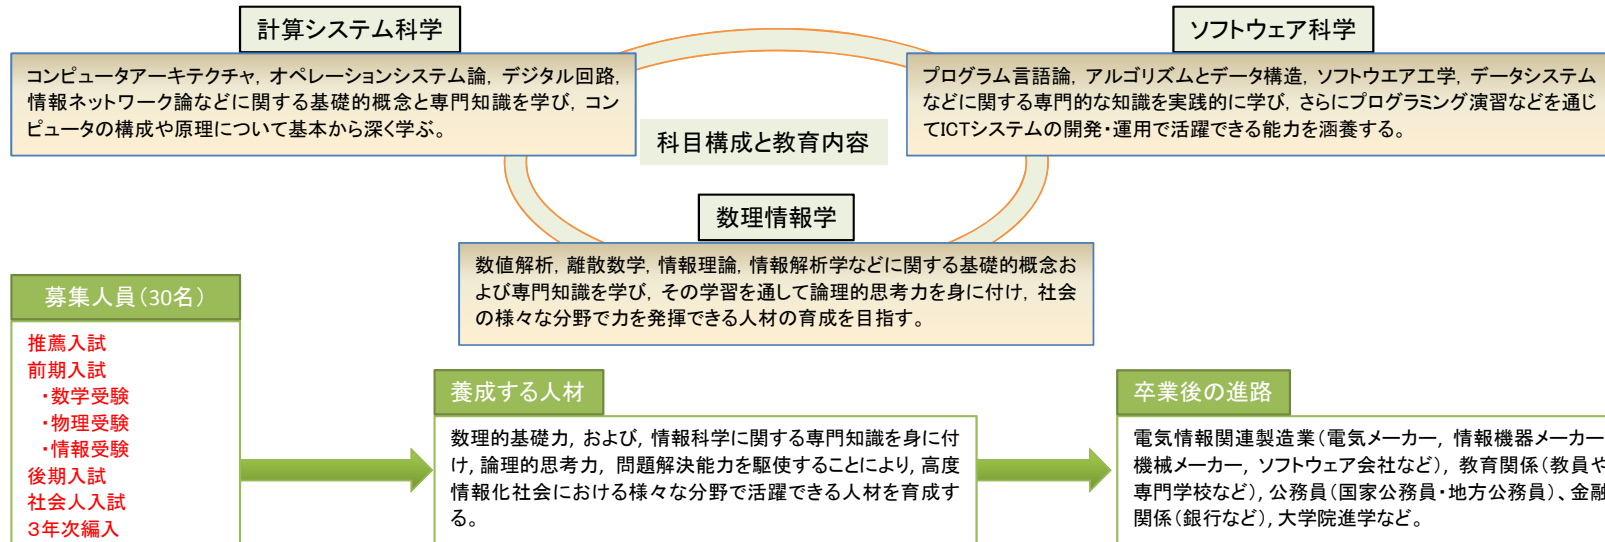 計算システム科学
コンピュータアーキテクチャ, オペレーションシステム論, デジタル回路,
情報ネットワーク論などに関する基礎的概念と専門知識を学び, コン
ピュータの構成や原理について基本から深く学ぶ。
ソフトウェア科学
プログラム言語論, アルゴリズムとデータ構造, ソフトウエア工学, データシステム
などに関する専門的な知識を実践的に学び, さらにプログラミング演習などを通じ
てICTシステムの開発・運用で活躍できる能力を涵養する。
科目構成と教育内容
数理情報学
数値解析, 離散数学, 情報理論, 情報解析学などに関する基礎的概念お
よび専門知識を学び, その学習を通して論理的思考力を身に付け, 社会
の様々な分野で力を発揮できる人材の育成を目指す。
募集人員(30名)
推薦入試
前期入試
・数学受験
・物理受験
・情報受験
後期入試
社会人入試
3年次編入
養成する人材
数理的基礎力, および, 情報科学に関する専門知識を身に付
け, 論理的思考力, 問題解決能力を駆使することにより, 高度
情報化社会における様々な分野で活躍できる人材を育成す
る。
卒業後の進路
電気情報関連製造業(電気メーカー, 情報機器メーカー
機械メーカー, ソフトウェア会社など), 教育関係(教員や
専門学校など), 公務員(国家公務員・地方公務員)、金融
関係(銀行など), 大学院進学など。